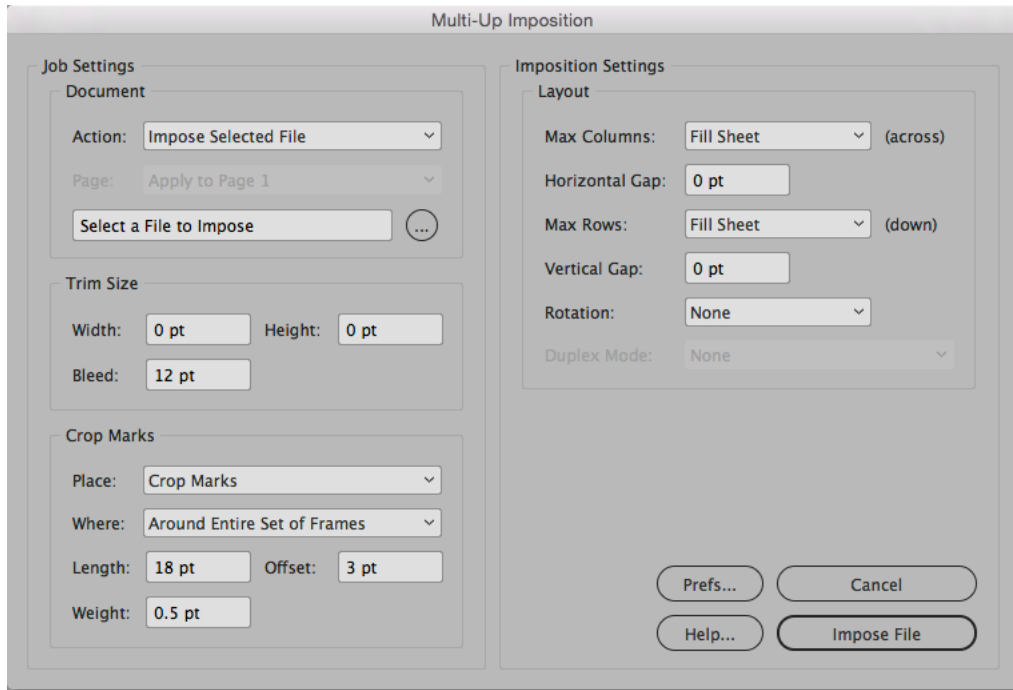 Multi-Up Imposition
Job Settings
Document
Action: Impose Selected File
Page: Apply to Page 1
Select a File to Impose ...
Trim Size
Width: 0 pt Height: 0 pt
Bleed: 12 pt
Crop Marks
Place: Crop Marks
Where: Around Entire Set of Frames
Length: 18 pt Offset: 3 pt
Weight: 0.5 pt
Imposition Settings
Layout
Max Columns: Fill Sheet (across)
Horizontal Gap: 0 pt
Max Rows: Fill Sheet (down)
Vertical Gap: 0 pt
Rotation: None
Duplex Mode: None
Prefs... Cancel
Help... Impose File